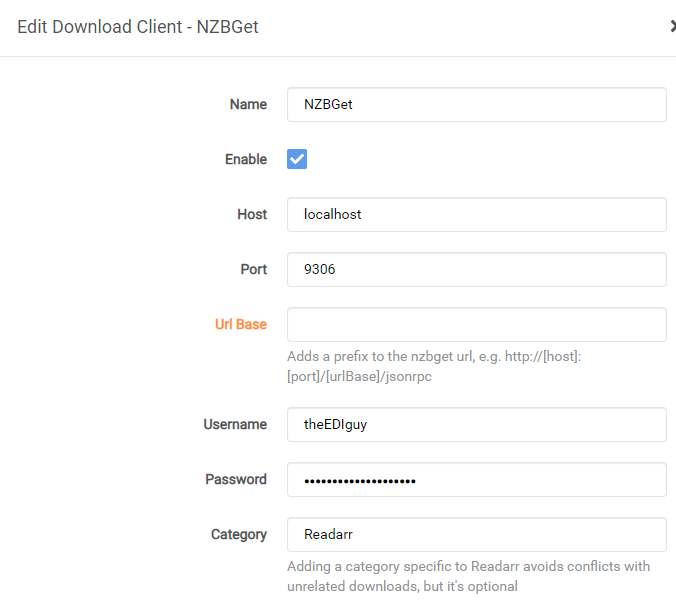 Edit Download Client - NZBGet
Name NZBGet
Enable
Host localhost
Port 9306
Url Base
Adds a prefix to the nzbget url, e.g. http://[host]:
[port]/[urlBase]/jsonrpc
Username theEDIguy
Password ••••••••••••••••••••
Category Readarr
Adding a category specific to Readarr avoids conflicts with
unrelated downloads, but it's optional